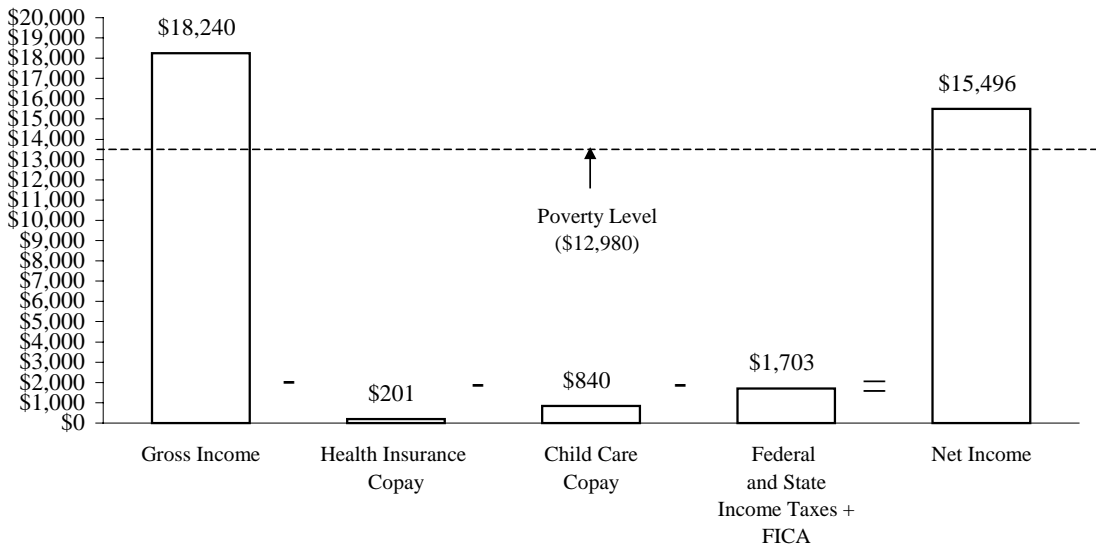 $20,000
$19,000
$18,000
$17,000
$16,000
$15,000
$14,000
$13,000
$12,000
$11,000
$10,000
$9,000
$8,000
$7,000
$6,000
$5,000
$4,000
$3,000
$2,000
$1,000
$0
$18,240
$15,496
Poverty Level
($12,980)
- $201 - $840 - $1,703 =
Gross Income
Health Insurance
Copay
Child Care
Copay
Federal
and State
Income Taxes +
FICA
Net Income